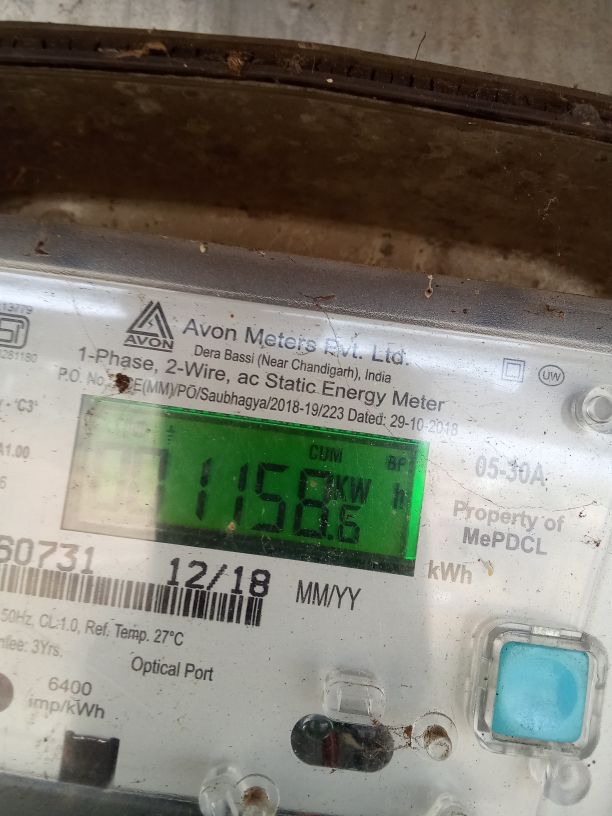 AVON
Avon Meters Pvt. Ltd.
Dera Bassi (Near Chandigarh), India
1-Phase, 2-Wire, ac Static Energy Meter
P.O. No. (MM)/PO/Saubhagya/2018-19/223 Dated: 29-10-2018
UW
CUM
1158.6
KW h
05-30A
Property of
MePDCL
kWh
60731
12/18 MM/YY
50Hz, CL:1.0, Ref. Temp. 27°C
3Yrs.
Optical Port
6400
imp/kWh